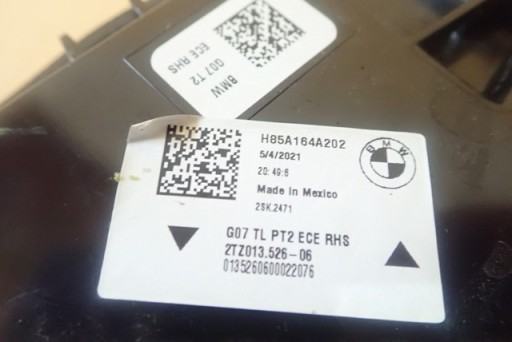 BMW
G07 T2
ECE RHS
H85A164A202
5/4/2021
20:49:6
Made in Mexico
2SK.2471
BMW
G07 TL PT2 ECE RHS
2TZ013.526-06
0135260600022076